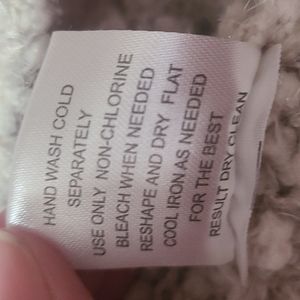 HAND WASH COLD
SEPARATELY
USE ONLY NON-CHLORINE
BLEACH WHEN NEEDED
RESHAPE AND DRY FLAT
COOL IRON AS NEEDED
FOR THE BEST
RESULT DRY CLEAN